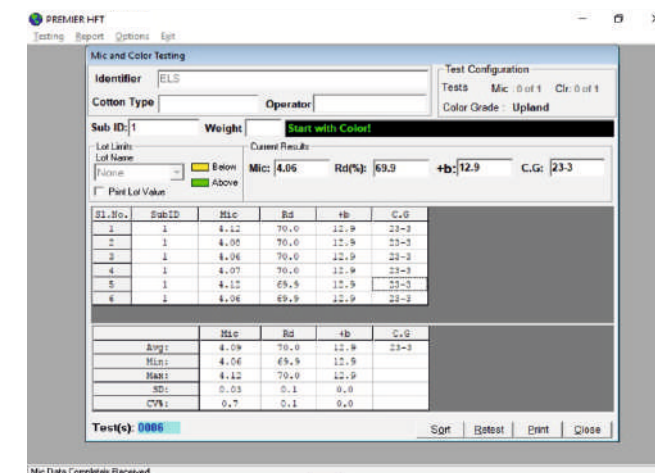 PREMIER HFT
Testing Report Options Exit
Mic and Color Testing
Identifier ELS
Cotton Type Operator
Test Configuration
Tests Mic : 0 of 1 Clr: 0 of 1
Color Grade : Upland
Sub ID: 1 Weight Start with Color!
Lot Limits
Lot Name
None
Below
Above
Print Lot Value
Current Results
Mic: 4.06 Rd(%): 69.9 +b: 12.9 C.G: 23-3
Sl.No. SubID Mic Rd +b C.G
1 1 4.12 70.0 12.9 23-3
2 1 4.08 70.0 12.9 23-3
3 1 4.06 70.0 12.9 23-3
4 1 4.07 70.0 12.9 23-3
5 1 4.12 69.9 12.9 23-3
6 1 4.06 69.9 12.9 23-3
Mic Rd +b C.G
Avg: 4.09 70.0 12.9 23-3
Min: 4.06 69.9 12.9
Max: 4.12 70.0 12.9
SD: 0.03 0.1 0.0
CV%: 0.7 0.1 0.0
Test(s): 0006
Sort Retest Print Close
Mic Data Completely Received